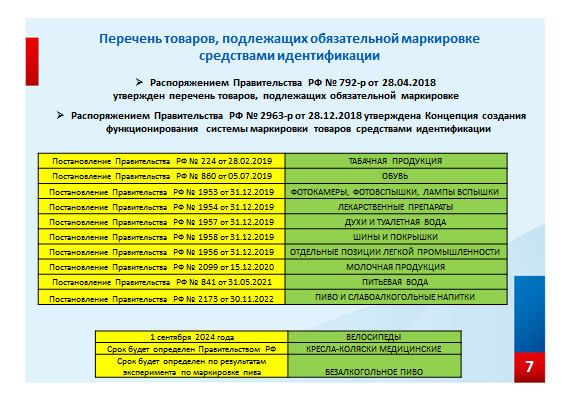 Перечень товаров, подлежащих обязательной маркировке
средствами идентификации
➢ Распоряжением Правительства РФ № 792-р от 28.04.2018
утвержден перечень товаров, подлежащих обязательной маркировке
➢ Распоряжением Правительства РФ № 2963-р от 28.12.2018 утверждена Концепция создания
функционирования системы маркировки товаров средствами идентификации
Постановление Правительства РФ № 224 от 28.02.2019 ТАБАЧНАЯ ПРОДУКЦИЯ
Постановление Правительства РФ № 860 от 05.07.2019 ОБУВЬ
Постановление Правительства РФ № 1953 от 31.12.2019 ФОТОКАМЕРЫ, ФОТОВСПЫШКИ, ЛАМПЫ ВСПЫШКИ
Постановление Правительства РФ № 1954 от 31.12.2019 ЛЕКАРСТВЕННЫЕ ПРЕПАРАТЫ
Постановление Правительства РФ № 1957 от 31.12.2019 ДУХИ И ТУАЛЕТНАЯ ВОДА
Постановление Правительства РФ № 1958 от 31.12.2019 ШИНЫ И ПОКРЫШКИ
Постановление Правительства РФ № 1956 от 31.12.2019 ОТДЕЛЬНЫЕ ПОЗИЦИИ ЛЕГКОЙ ПРОМЫШЛЕННОСТИ
Постановление Правительства РФ № 2099 от 15.12.2020 МОЛОЧНАЯ ПРОДУКЦИЯ
Постановление Правительства РФ № 841 от 31.05.2021 ПИТЬЕВАЯ ВОДА
Постановление Правительства РФ № 2173 от 30.11.2022 ПИВО И СЛАБОАЛКОГОЛЬНЫЕ НАПИТКИ
1 сентября 2024 года ВЕЛОСИПЕДЫ
Срок будет определен Правительством РФ КРЕСЛА-КОЛЯСКИ МЕДИЦИНСКИЕ
Срок будет определен по результатам
эксперимента по маркировке пива БЕЗАЛКОГОЛЬНОЕ ПИВО
7